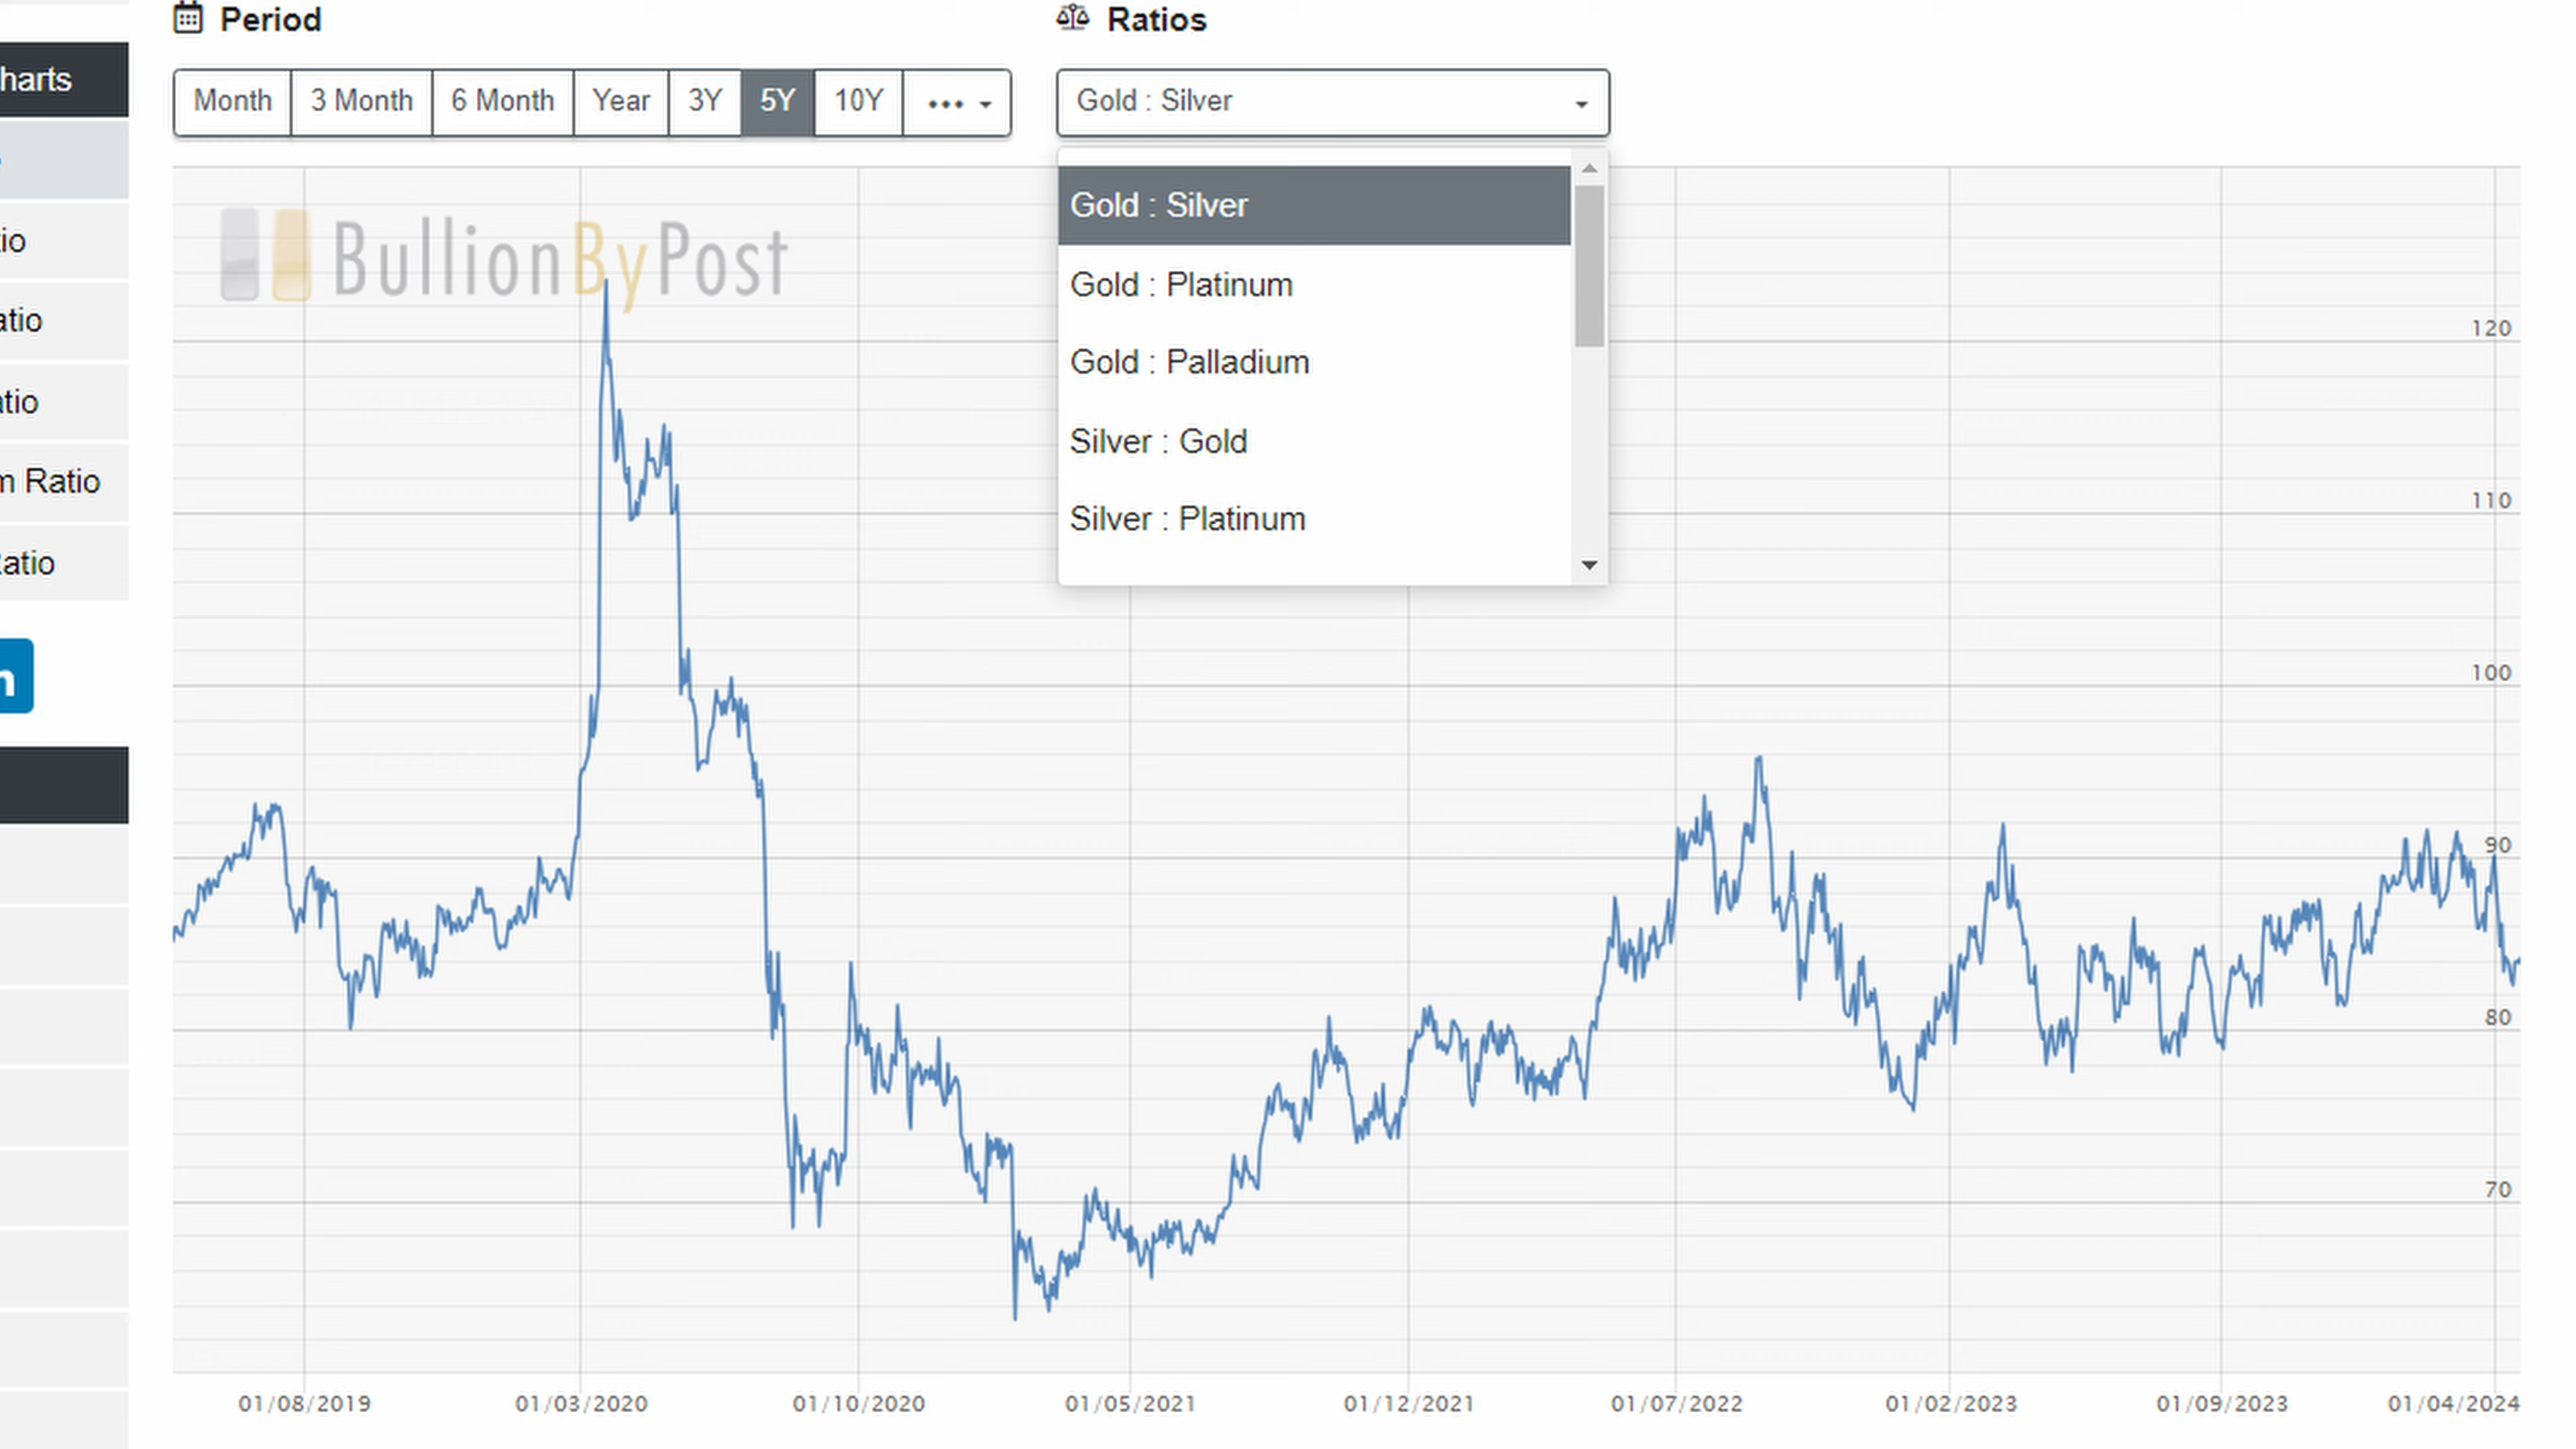 Period
Ratios
harts
Month
3 Month
6 Month
Year
3Y
5Y
10Y
Gold : Silver
Gold : Silver
Gold : Platinum
Gold : Palladium
Silver : Gold
Silver : Platinum
BullionByPost
io
atio
atio
m Ratio
Ratio
n
120
110
100
90
80
70
01/08/2019
01/03/2020
01/10/2020
01/05/2021
01/12/2021
01/07/2022
01/02/2023
01/09/2023
01/04/2024